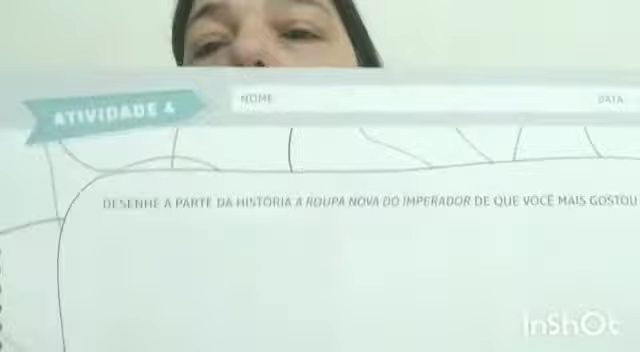 ATIVIDADE 4
NOME
DATA
DESENHE A PARTE DA HISTÓRIA A ROUPA NOVA DO IMPERADOR DE QUE VOCÊ MAIS GOSTOU
InShOt